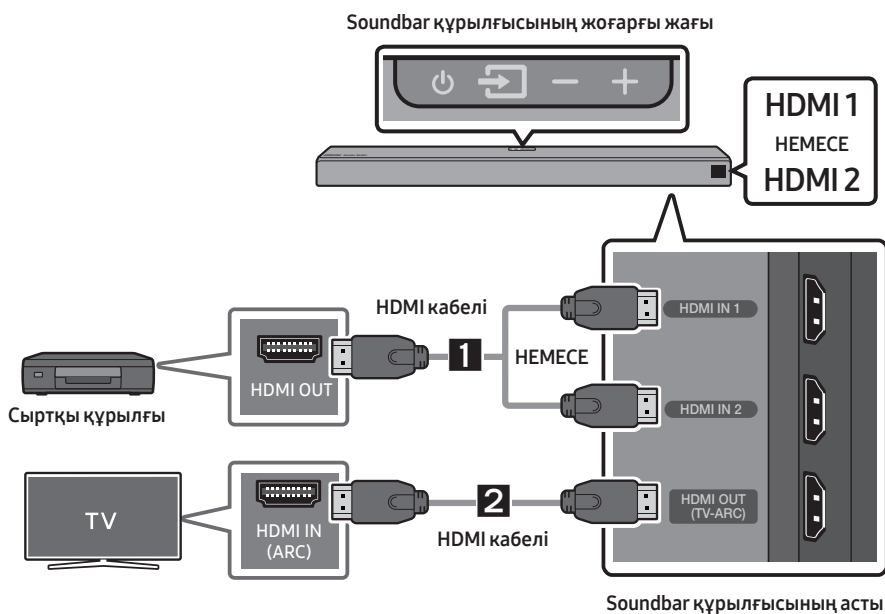 Soundbar құрылғысының жоғарғы жағы
HDMI 1
НЕМЕСЕ
HDMI 2
HDMI кабелі
HDMI IN 1
HDMI OUT
1
НЕМЕСЕ
HDMI IN 2
Сыртқы құрылғы
TV
HDMI IN
(ARC)
2
HDMI кабелі
HDMI OUT
(TV-ARC)
Soundbar құрылғысының асты